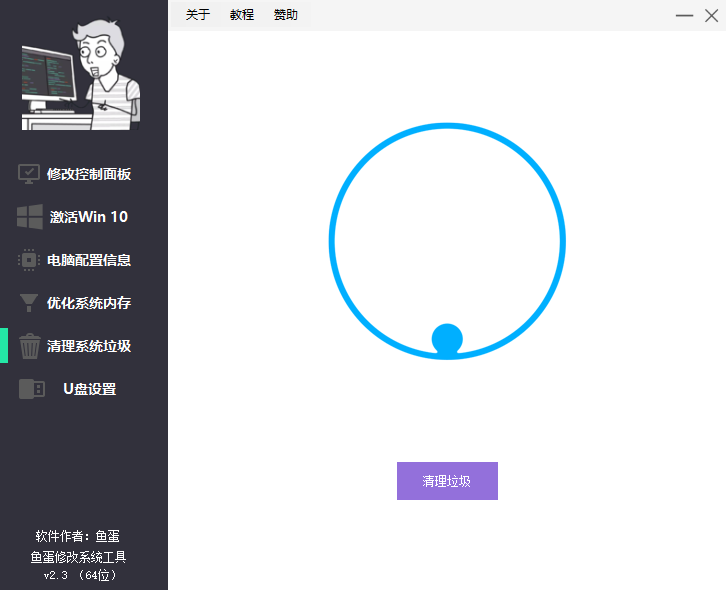 关于 教程 赞助
修改控制面板
激活Win 10
电脑配置信息
优化系统内存
清理系统垃圾
U盘设置
清理垃圾
软件作者：鱼蛋
鱼蛋修改系统工具
v2.3 （64位）